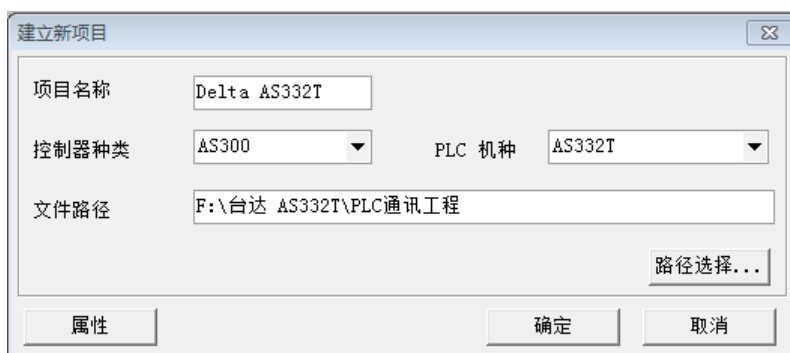 建立新项目
项目名称 Delta AS332T
控制器种类 AS300 PLC 机种 AS332T
文件路径 F:\台达 AS332T\PLC通讯工程
路径选择...
属性 确定 取消